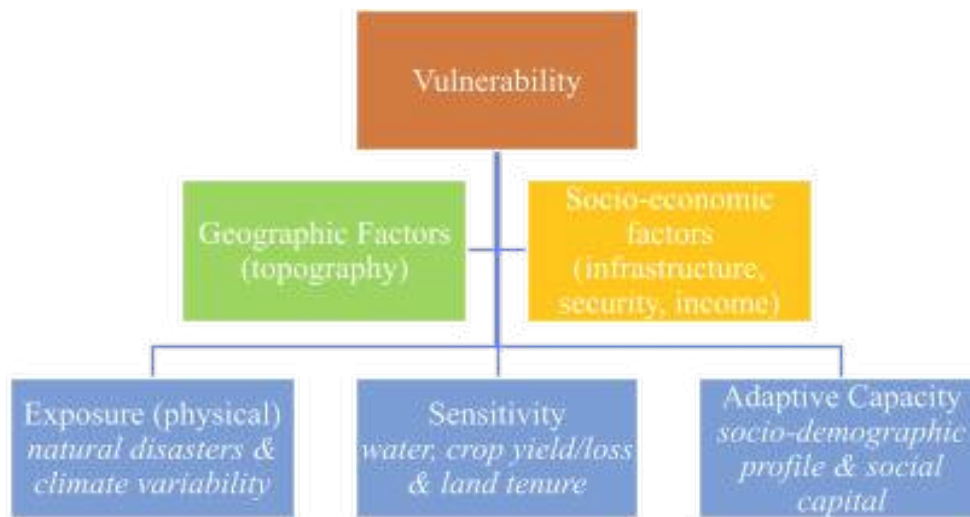 Vulnerability
Geographic Factors
(topography)
Socio-economic
factors
(infrastructure,
security, income)
Exposure (physical)
natural disasters &
climate variability
Sensitivity
water, crop yield/loss
& land tenure
Adaptive Capacity
socio-demographic
profile & social
capital